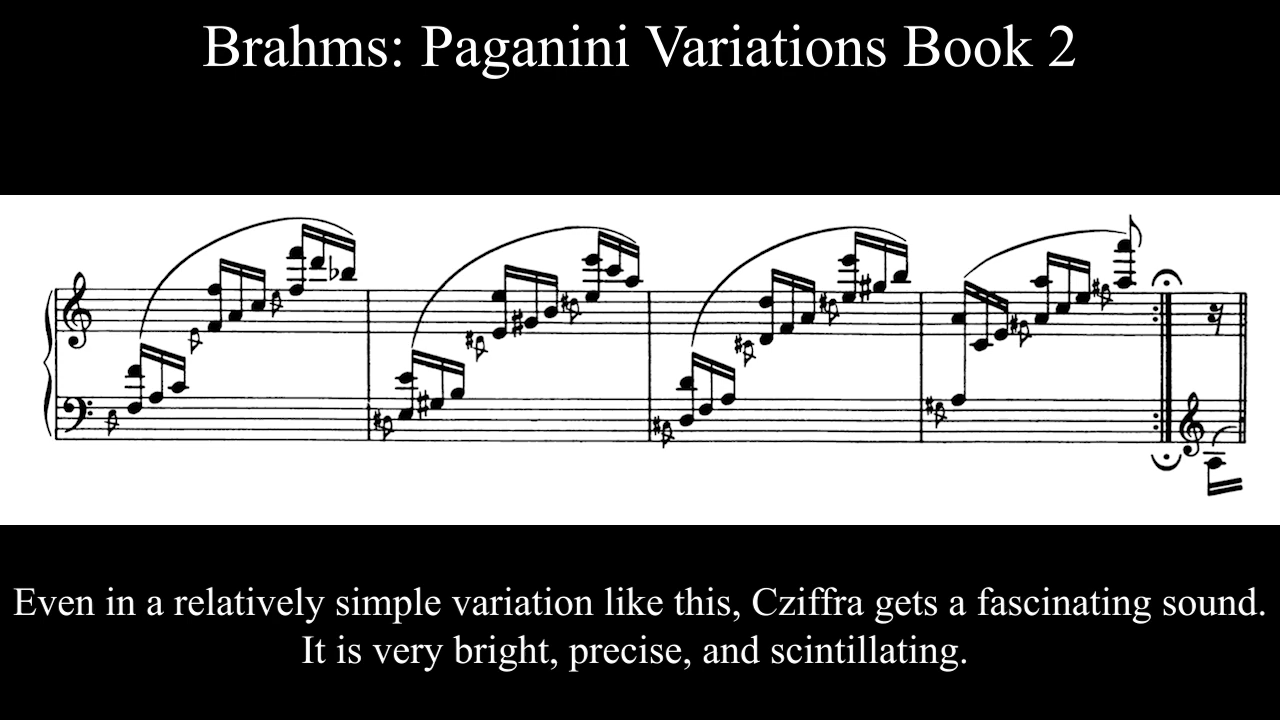 Brahms: Paganini Variations Book 2
Even in a relatively simple variation like this, Cziffra gets a fascinating sound.
It is very bright, precise, and scintillating.